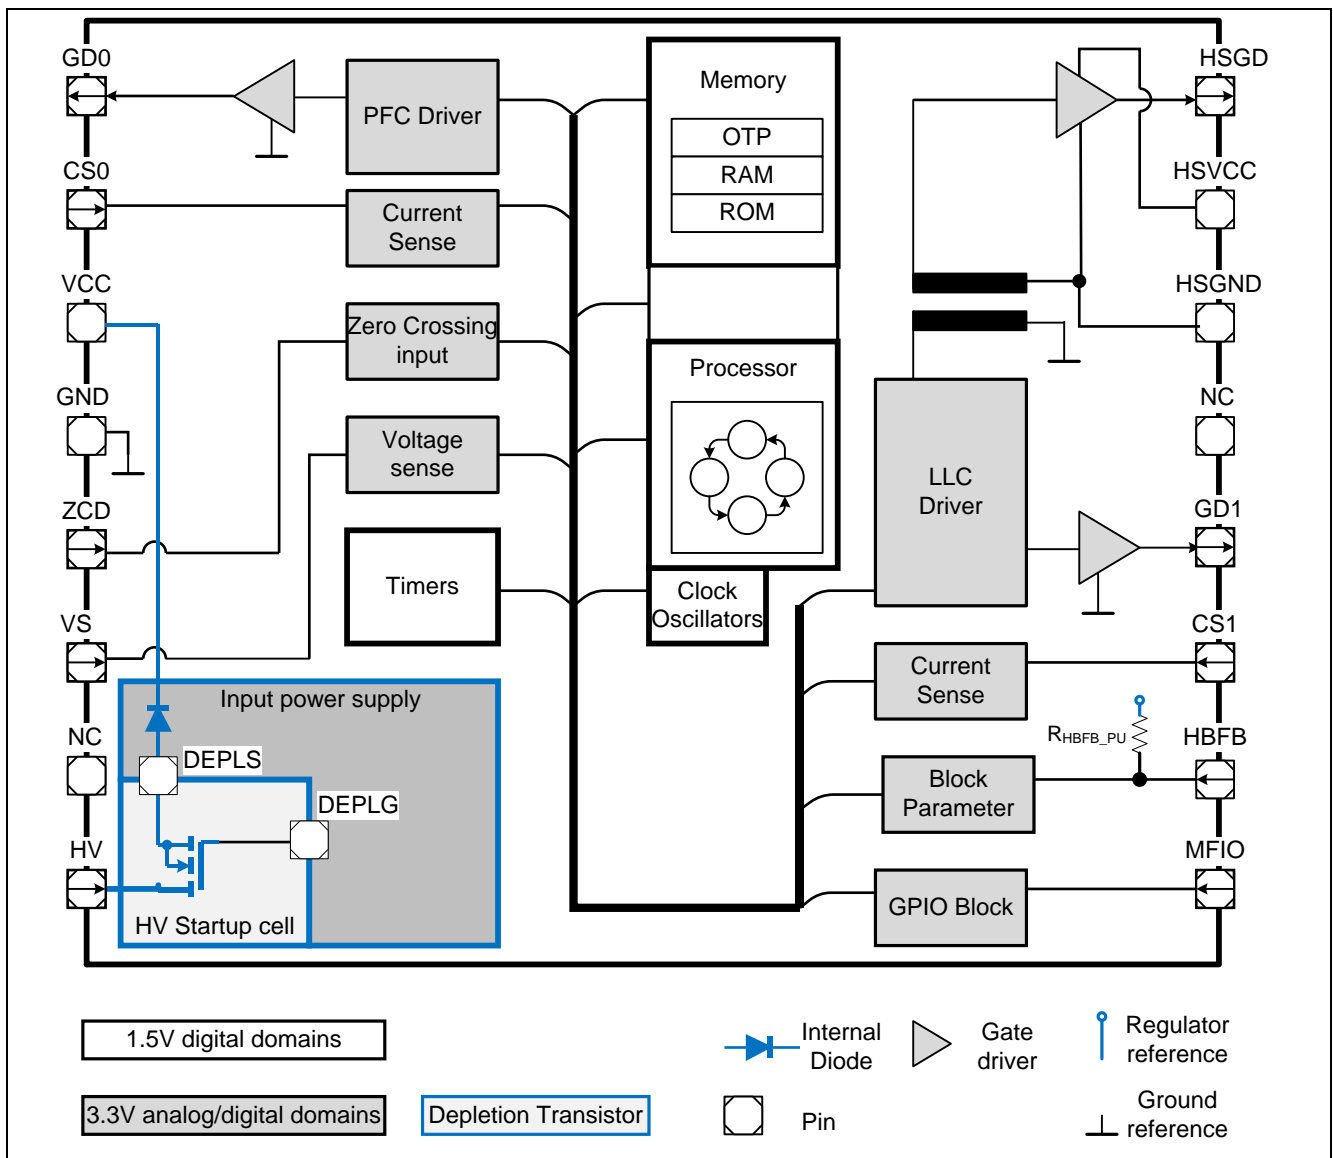 GD0
CS0
VCC
GND
ZCD
VS
NC
HV
PFC Driver
Current
Sense
Zero Crossing
input
Voltage
sense
Timers
Input power supply
DEPLS
DEPLG
HV Startup cell
Memory
OTP
RAM
ROM
Processor
Clock
Oscillators
LLC
Driver
Current
Sense
RHBFB_PU
Block
Parameter
GPIO Block
HSGD
HSVCC
HSGND
NC
GD1
CS1
HBFB
MFIO
1.5V digital domains
3.3V analog/digital domains
Depletion Transistor
Internal
Diode
Pin
Gate
driver
Regulator
reference
Ground
reference